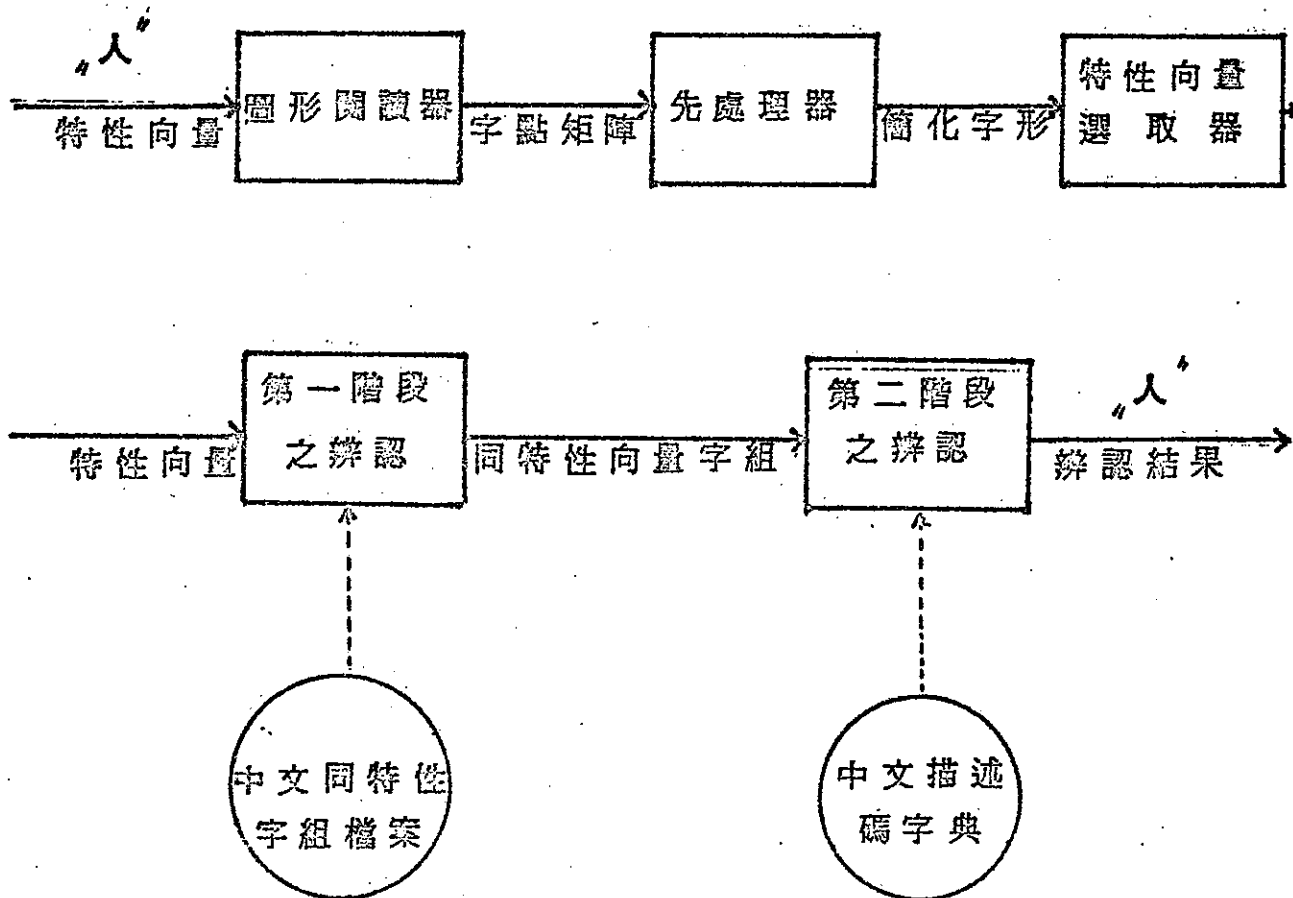 〃人〃
特性向量
圖形閱讀器
字點矩陣
先處理器
簡化字形
特性向量
選取器
特性向量
第一階段
之辨認
同特性向量字組
第二階段
之辨認
〃人〃
辨認結果
中文同特性
字組檔案
中文描述
碼字典